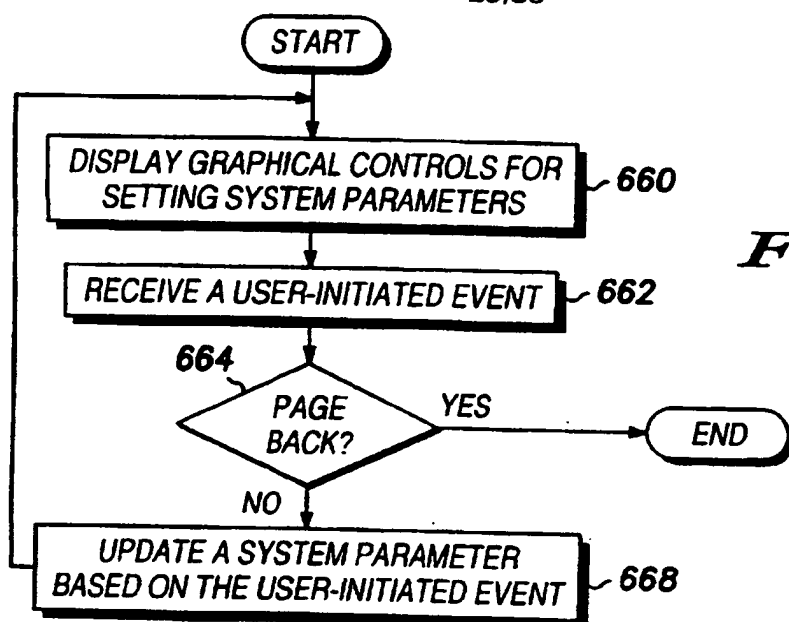 START
DISPLAY GRAPHICAL CONTROLS FOR
SETTING SYSTEM PARAMETERS
660
RECEIVE A USER-INITIATED EVENT
662
F
664
PAGE
BACK?
YES
END
NO
UPDATE A SYSTEM PARAMETER
BASED ON THE USER-INITIATED EVENT
668